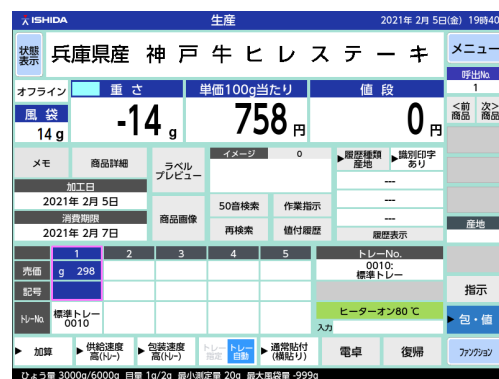 ISHIDA 生産 2021年 2月 5日(金) 19時40
状態表示 兵庫県産 神戸牛ヒレステーキ メニュー
呼出No.
1
オフライン 重さ 単価100g当たり 値段
<前商品 次>商品
風袋
14 g -14 g 758 円 0 円
メモ 商品詳細 ラベルプレビュー イメージ 0 ▶履歴種類 産地 ▶識別印字 あり
加工日
2021年 2月 5日
---
消費期限
2021年 2月 7日
商品画像 50音検索 作業指示 ---
再検索 値付履歴 ---
履歴表示
産地
1 2 3 4 5 トレーNo.
売価 g 298 0010:
標準トレー
記号
指示
トレーNo. 標準トレー
0010
ヒーターオン80℃
入力
▶包・値
▶ 加算 ▶ 供給速度
高(トレー) ▶ 包装速度
高(トレー) トレー指定 トレー自動 ▶ 通常貼付
(横貼り) 電卓 復帰 ファンクション
ひょう量 3000g/6000g 目量 1g/2g 最小測定量 20g 最大風袋量 -999g